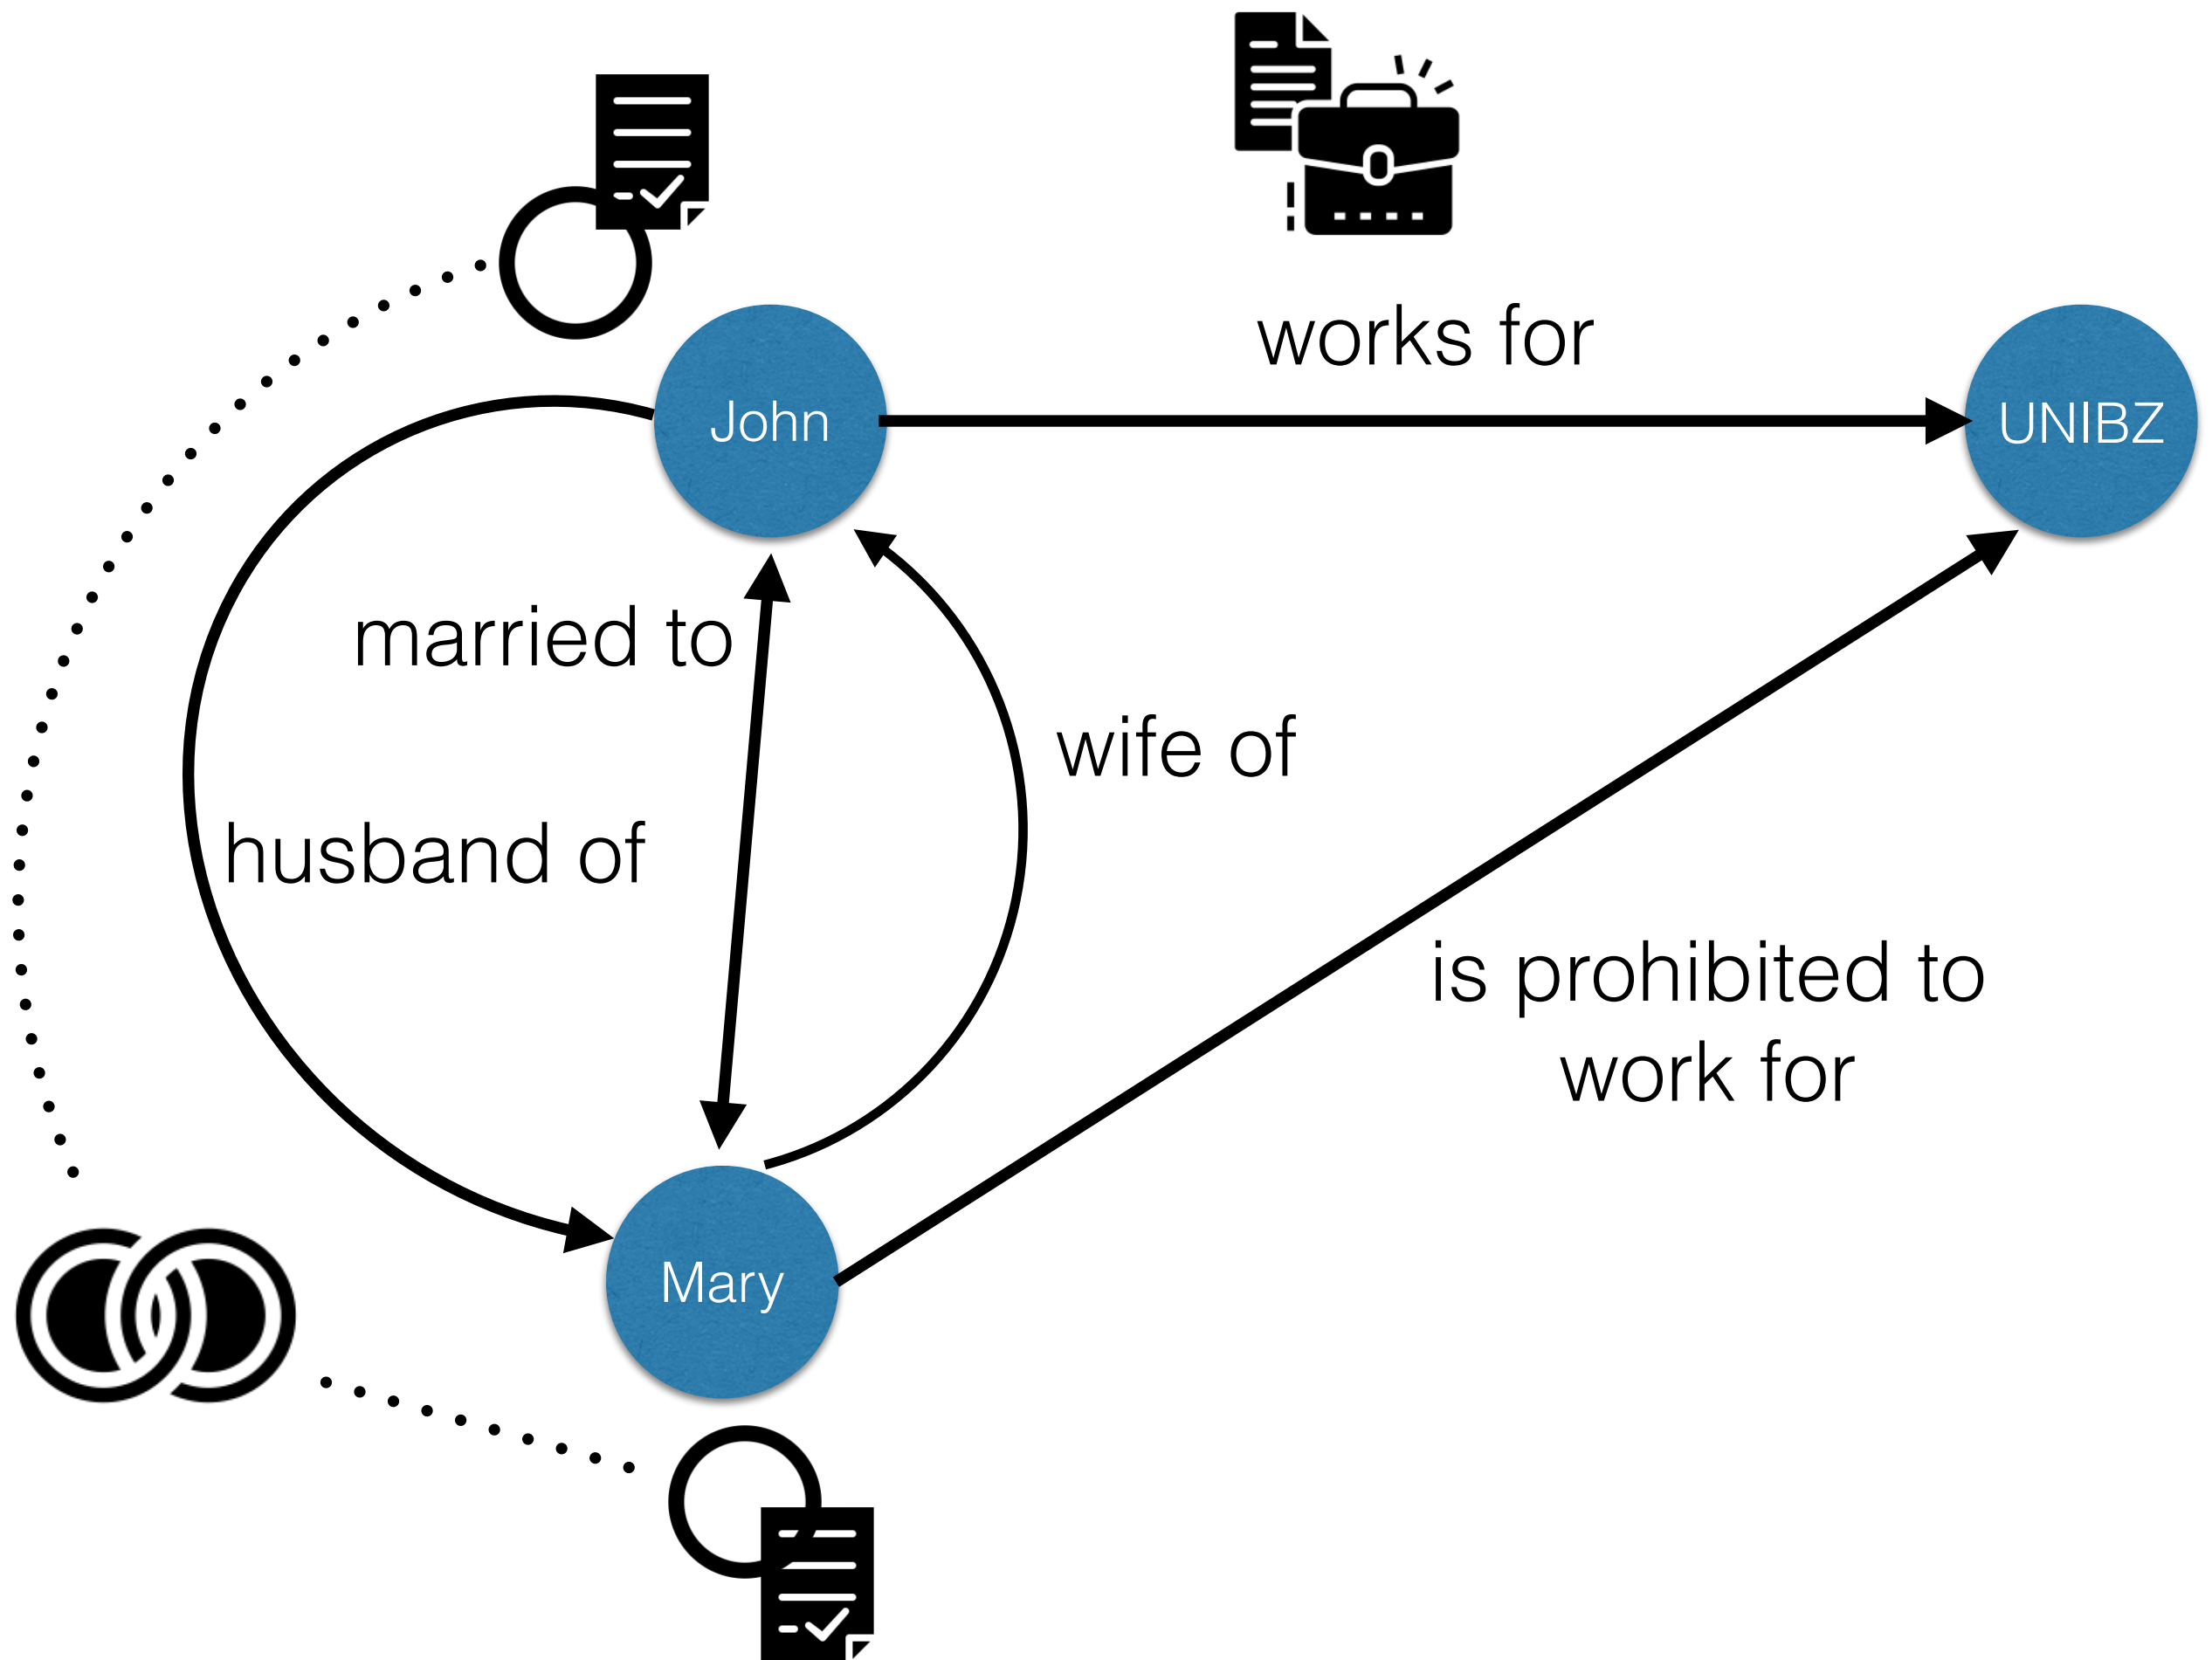 works for
John
UNIBZ
married to
wife of
husband of
is prohibited to
work for
Mary